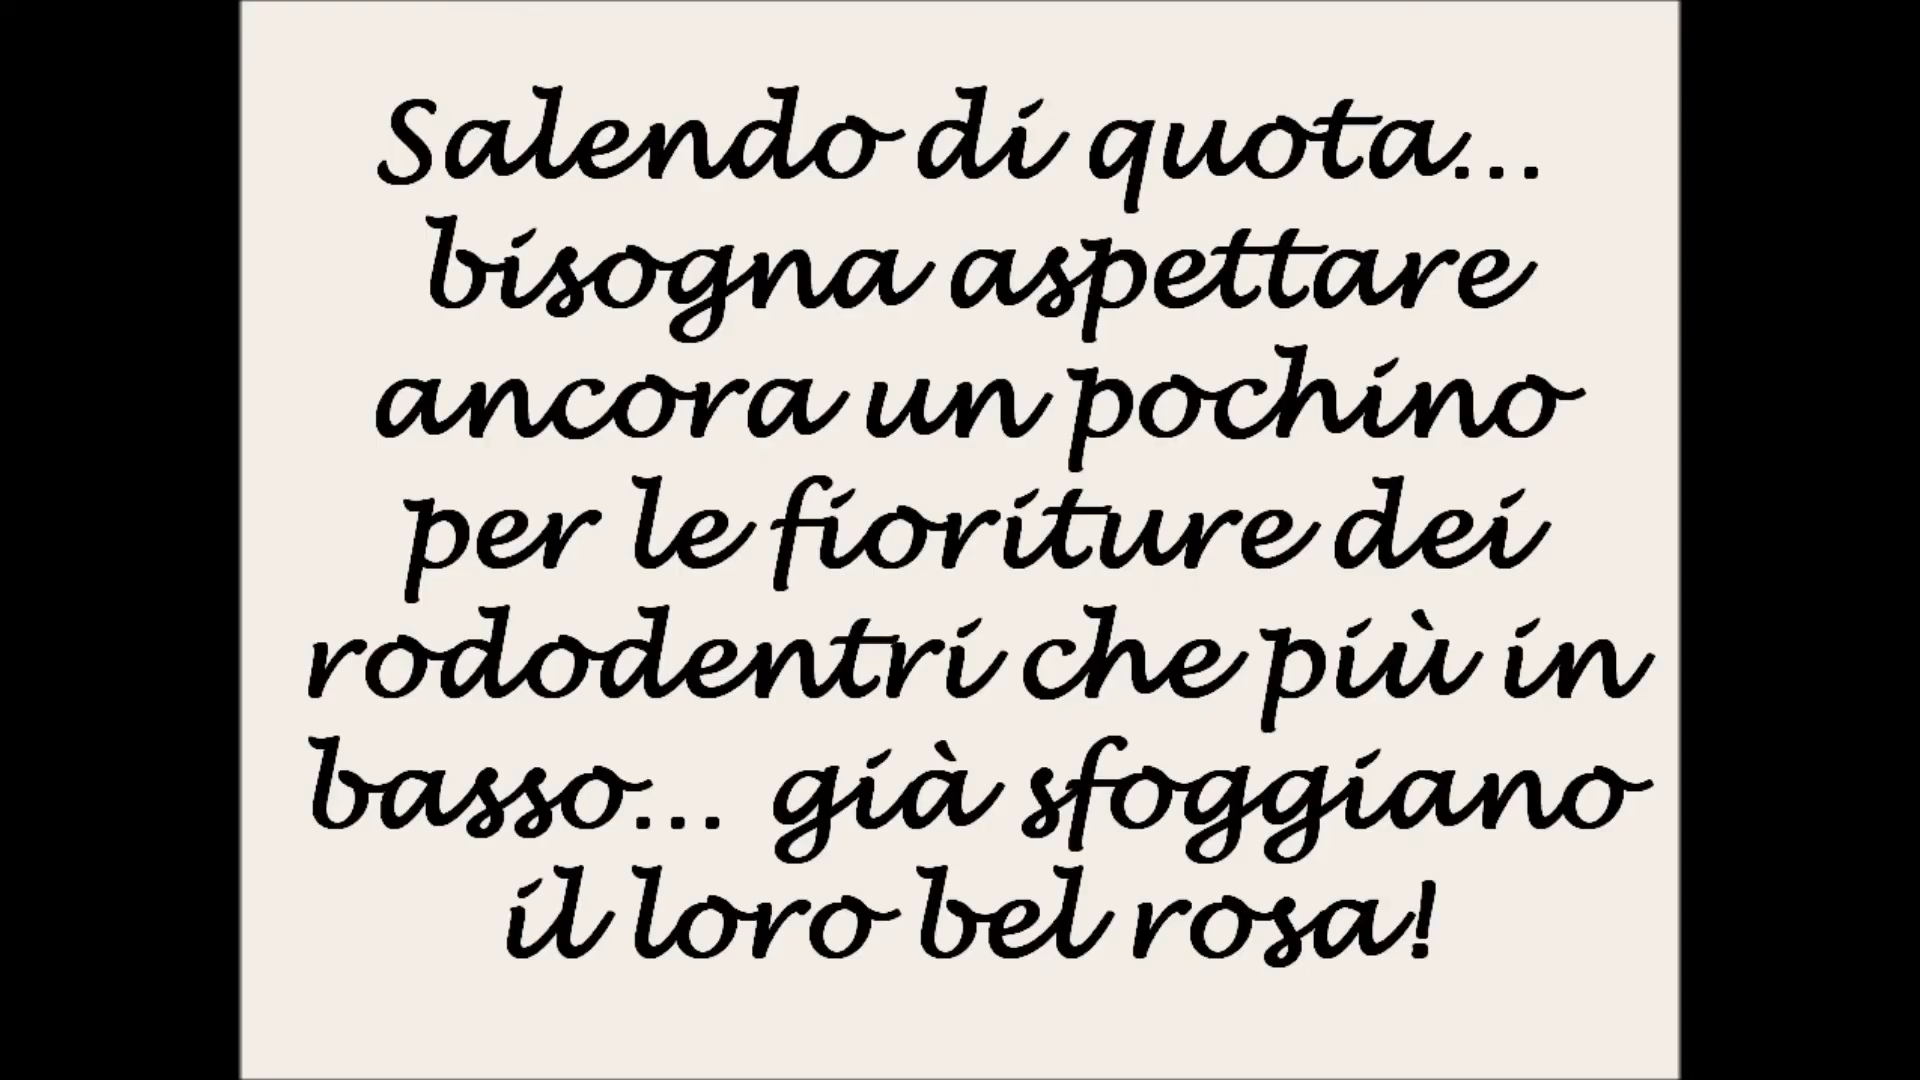 Salendo di quota...
bisogna aspettare
ancora un pochino
per le fioriture dei
rododentri che più in
basso... già sfoggiano
il loro bel rosa!